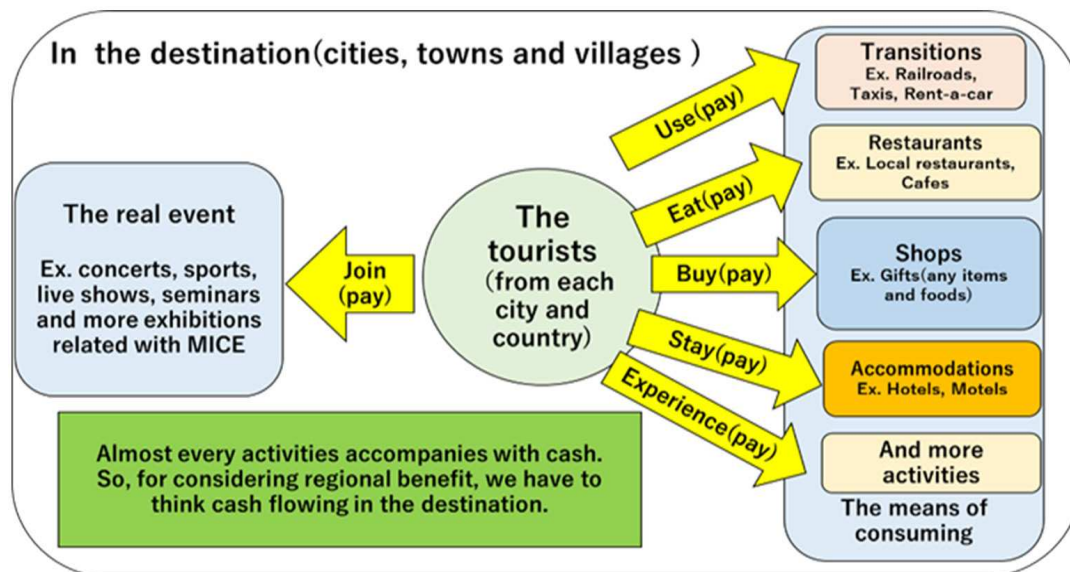 In the destination(cities, towns and villages )
The real event
Ex. concerts, sports,
live shows, seminars
and more exhibitions
related with MICE
Join
(pay)
The
tourists
(from each
city and
country)
Use(pay)
Eat(pay)
Buy(pay)
Stay(pay)
Experience(pay)
Transitions
Ex. Railroads,
Taxis, Rent-a-car
Restaurants
Ex. Local restaurants,
Cafes
Shops
Ex. Gifts(any items
and foods)
Accommodations
Ex. Hotels, Motels
And more
activities
The means of
consuming
Almost every activities accompanies with cash.
So, for considering regional benefit, we have to
think cash flowing in the destination.